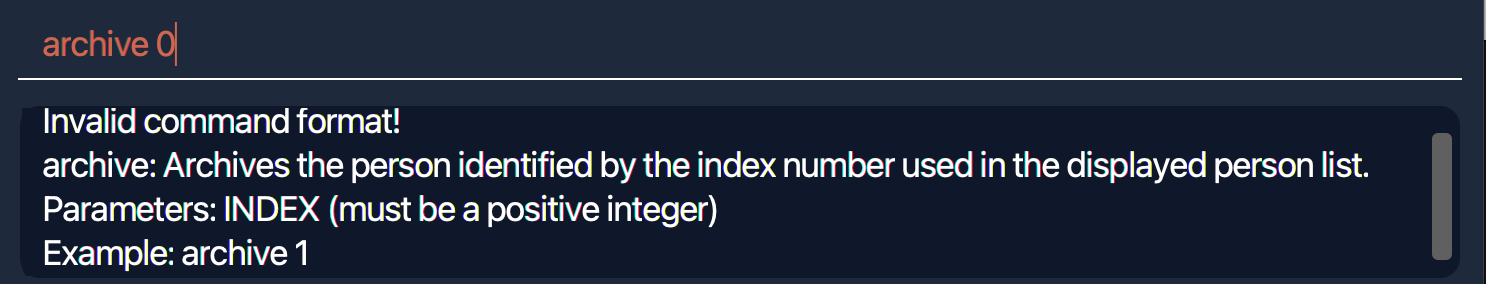 archive 0
Invalid command format!
archive: Archives the person identified by the index number used in the displayed person list.
Parameters: INDEX (must be a positive integer)
Example: archive 1